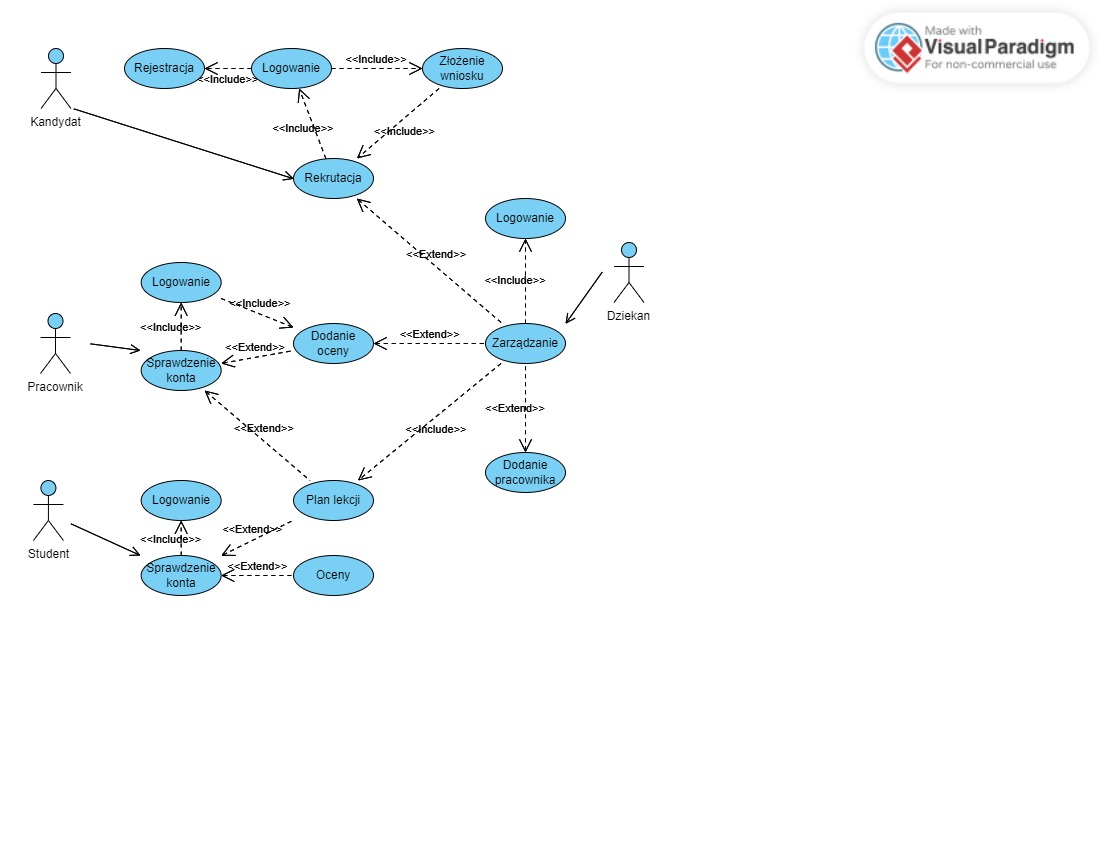 Made with
VisualParadigm
For non-commercial use
Kandydat
Rejestracja
<<Include>>
Logowanie
<<Include>>
Złożenie
wniosku
<<Include>>
<<Include>>
Rekrutacja
<<Extend>>
Logowanie
<<Include>>
Dziekan
Zarządzanie
<<Extend>>
Dodanie
oceny
Logowanie
<<Include>>
<<Include>>
<<Extend>>
Sprawdzenie
konta
Pracownik
<<Extend>>
<<Include>>
<<Extend>>
Dodanie
pracownika
Plan lekcji
Logowanie
<<Include>>
<<Extend>>
<<Extend>>
Sprawdzenie
konta
Oceny
Student